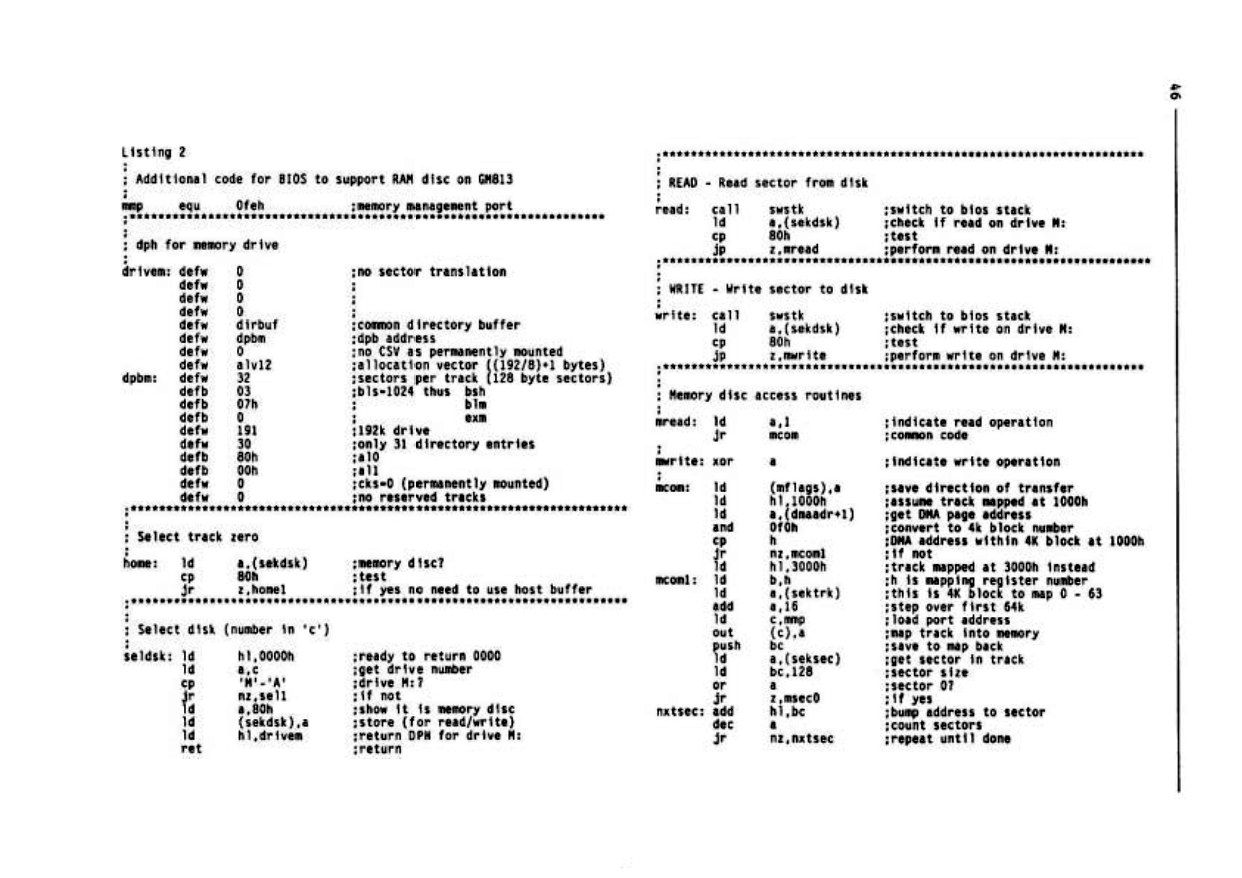 46
Listing 2
;
; Additional code for BIOS to support RAM disc on GM813
;
mmp equ 0feh ;memory management port
;******************************************************************
;
; dph for memory drive
;
drivem: defw 0 ;no sector translation
defw 0 ;
defw 0 ;
defw 0 ;
defw dirbuf ;common directory buffer
defw dpbm ;dpb address
defw 0 ;no CSV as permanently mounted
defw alv12 ;allocation vector ((192/8)+1 bytes)
dpbm: defw 32 ;sectors per track (128 byte sectors)
defb 03 ;bls=1024 thus bsh
defb 07h ; blm
defb 0 ; exm
defw 191 ;192k drive
defw 30 ;only 31 directory entries
defb 80h ;al0
defb 00h ;al1
defw 0 ;cks=0 (permanently mounted)
defw 0 ;no reserved tracks
;*********************************************************************
;
; Select track zero
;
home: ld a,(sekdsk) ;memory disc?
cp 80h ;test
jr z,home1 ;if yes no need to use host buffer
;*********************************************************************
;
; Select disk (number in 'c')
;
seldsk: ld hl,0000h ;ready to return 0000
ld a,c ;get drive number
cp 'M'-'A' ;drive M:?
jr nz,sel1 ;if not
ld a,80h ;show it is memory disc
ld (sekdsk),a ;store (for read/write)
ld hl,drivem ;return DPH for drive M:
ret ;return
;******************************************************************
;
; READ - Read sector from disk
;
read: call swstk ;switch to bios stack
ld a,(sekdsk) ;check if read on drive M:
cp 80h ;test
jp z,mread ;perform read on drive M:
;*******************************************************************
;
; WRITE - Write sector to disk
;
write: call swstk ;switch to bios stack
ld a,(sekdsk) ;check if write on drive M:
cp 80h ;test
jp z,mwrite ;perform write on drive M:
;******************************************************************
;
; Memory disc access routines
;
mread: ld a,1 ;indicate read operation
jr mcom ;common code
;
mwrite: xor a ;indicate write operation
;
mcom: ld (mflags),a ;save direction of transfer
ld hl,1000h ;assume track mapped at 1000h
ld a,(dmaadr+1) ;get DMA page address
and 0f0h ;convert to 4k block number
cp h ;DMA address within 4K block at 1000h
jr nz,mcom1 ;if not
ld hl,3000h ;track mapped at 3000h instead
mcom1: ld b,h ;h is mapping register number
ld a,(sektrk) ;this is 4K block to map 0 - 63
add a,16 ;step over first 64k
ld c,mmp ;load port address
out (c),a ;map track into memory
push bc ;save to map back
ld a,(seksec) ;get sector in track
ld bc,128 ;sector size
or a ;sector 0?
jr z,msec0 ;if yes
nxtsec: add hl,bc ;bump address to sector
dec a ;count sectors
jr nz,nxtsec ;repeat until done